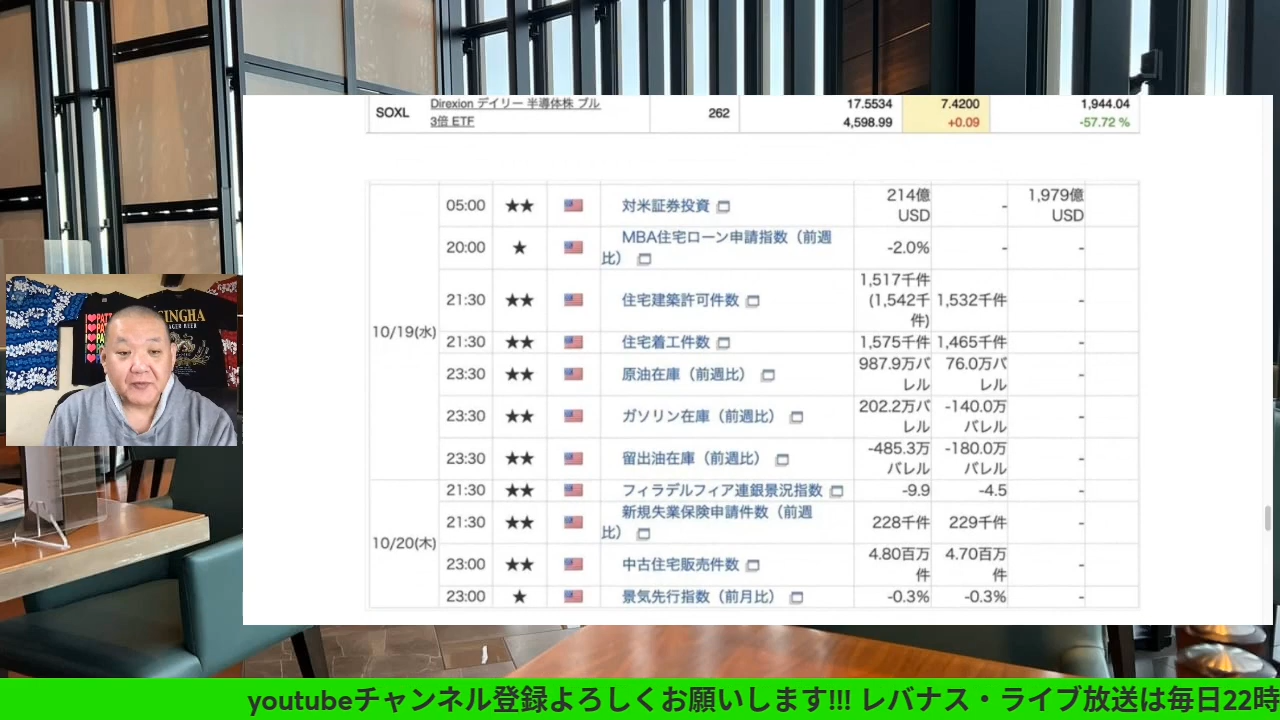 SOXL
Direxion デイリー 半導体株 ブル
3倍 ETF
262
17.5534
4,598.99
7.4200
+0.09
1,944.04
-57.72 %
10/19(水)
05:00 ★★ 対米証券投資 214億 USD - 1,979億 USD
20:00 ★ MBA住宅ローン申請指数（前週比） -2.0% - -
21:30 ★★ 住宅建築許可件数 1,517千件 (1,542千件) 1,532千件 -
21:30 ★★ 住宅着工件数 1,575千件 1,465千件 -
23:30 ★★ 原油在庫（前週比） 987.9万バレル 76.0万バレル -
23:30 ★★ ガソリン在庫（前週比） 202.2万バレル -140.0万バレル -
23:30 ★★ 留出油在庫（前週比） -485.3万バレル -180.0万バレル -
10/20(木)
21:30 ★★ フィラデルフィア連銀景況指数 -9.9 -4.5 -
21:30 ★★ 新規失業保険申請件数（前週比） 228千件 229千件 -
23:00 ★★ 中古住宅販売件数 4.80百万件 4.70百万件 -
23:00 ★ 景気先行指数（前月比） -0.3% -0.3% -
SINGHA
LAGER BEER
youtubeチャンネル登録よろしくお願いします!!! レバナス・ライブ放送は毎日22時